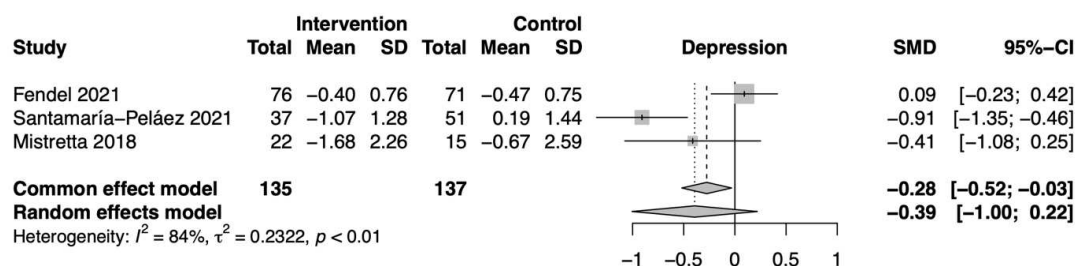 Intervention Control
Study Total Mean SD Total Mean SD Depression SMD 95%−CI
Fendel 2021 76 −0.40 0.76 71 −0.47 0.75 0.09 [−0.23; 0.42]
Santamaría−Peláez 2021 37 −1.07 1.28 51 0.19 1.44 −0.91 [−1.35; −0.46]
Mistretta 2018 22 −1.68 2.26 15 −0.67 2.59 −0.41 [−1.08; 0.25]
Common effect model 135 137 −0.28 [−0.52; −0.03]
Random effects model −0.39 [−1.00; 0.22]
Heterogeneity: I² = 84%, τ² = 0.2322, p < 0.01
−1 −0.5 0 0.5 1